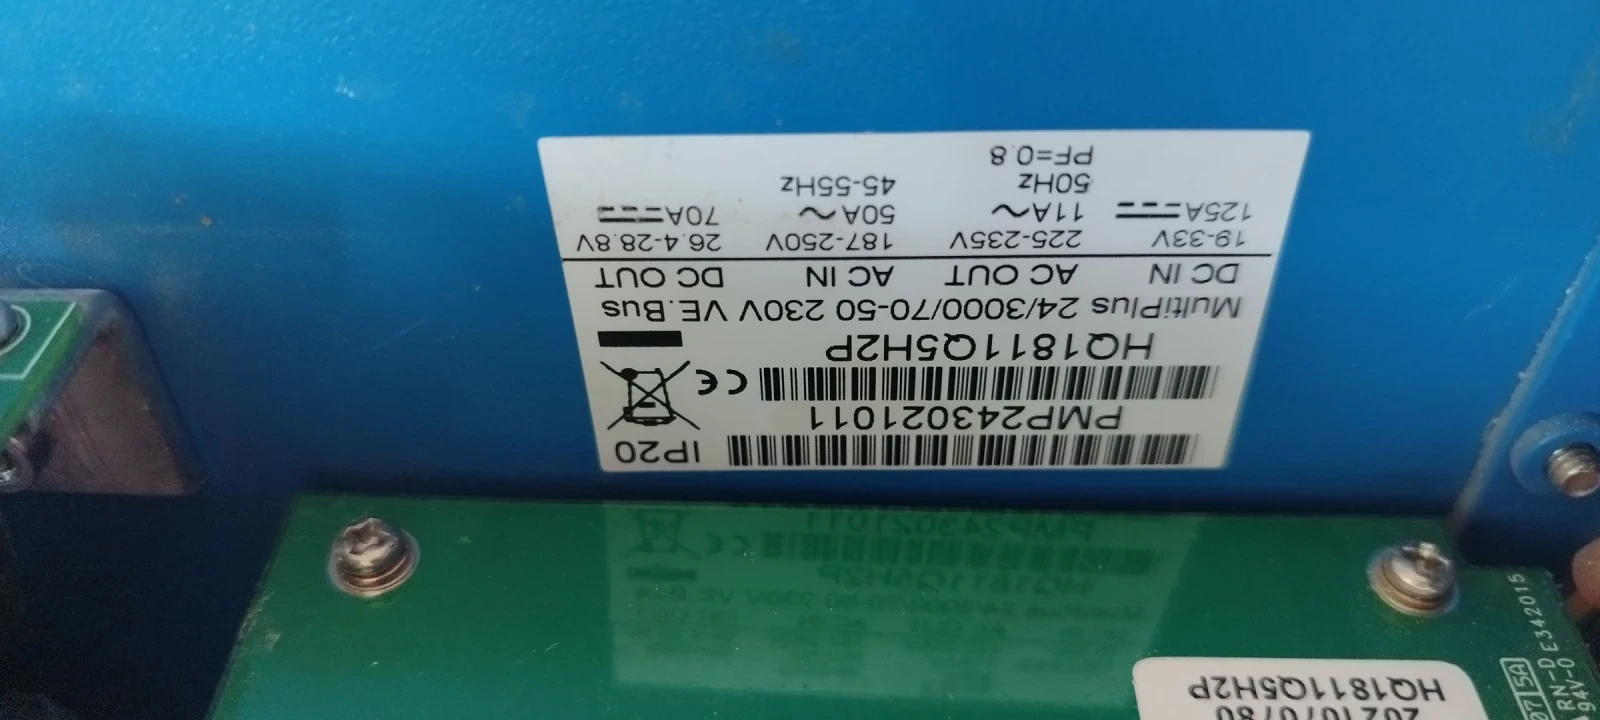 IP20
PMP243021011
CE
HQ1811Q5H2P
MultiPlus 24/3000/70-50 230V VE.Bus
DC IN AC OUT AC IN DC OUT
19-33V 225-235V 187-250V 26.4-28.8V
125A 11A 50A 70A
50Hz 45-55Hz
PF=0.8
HQ1811Q5H2P
E342015
RN-D
94V-0